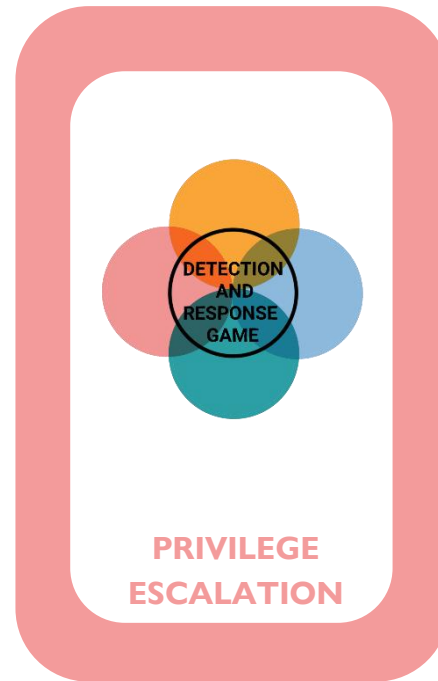 DETECTION
AND
RESPONSE
GAME
PRIVILEGE
ESCALATION